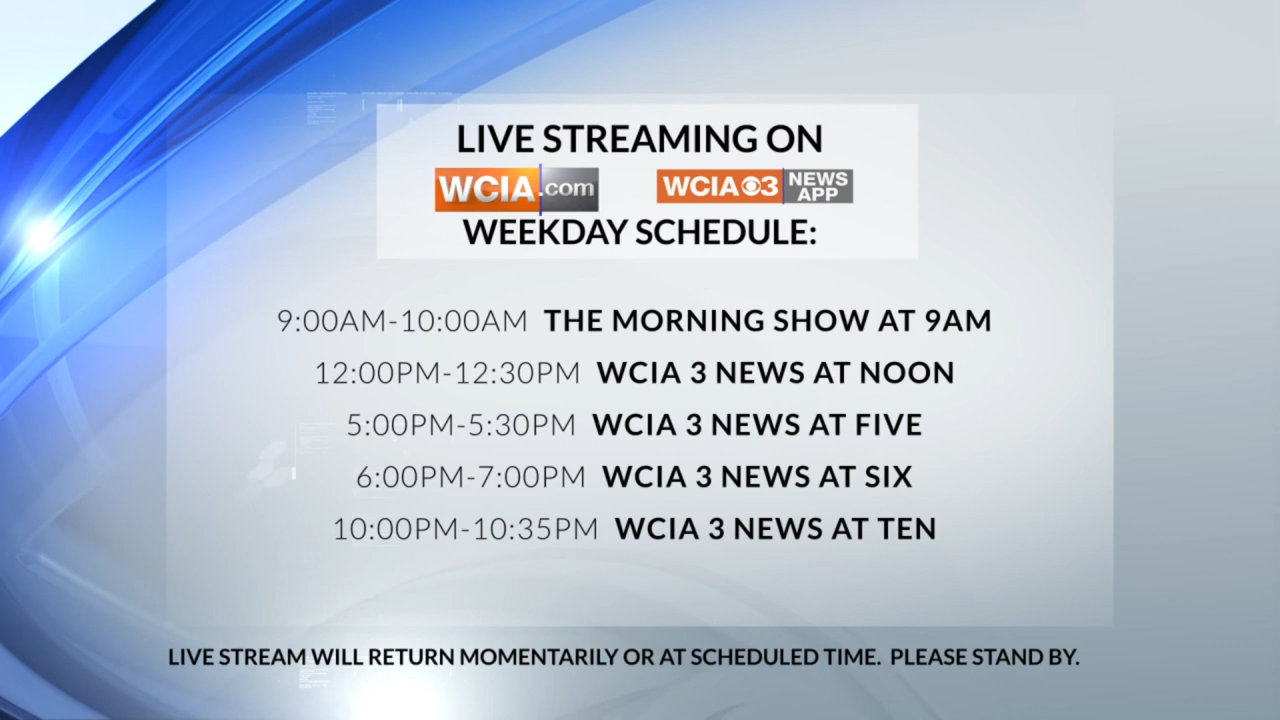 LIVE STREAMING ON
WCIA.com WCIA 3 NEWS APP
WEEKDAY SCHEDULE:
9:00AM-10:00AM THE MORNING SHOW AT 9AM
12:00PM-12:30PM WCIA 3 NEWS AT NOON
5:00PM-5:30PM WCIA 3 NEWS AT FIVE
6:00PM-7:00PM WCIA 3 NEWS AT SIX
10:00PM-10:35PM WCIA 3 NEWS AT TEN
LIVE STREAM WILL RETURN MOMENTARILY OR AT SCHEDULED TIME. PLEASE STAND BY.